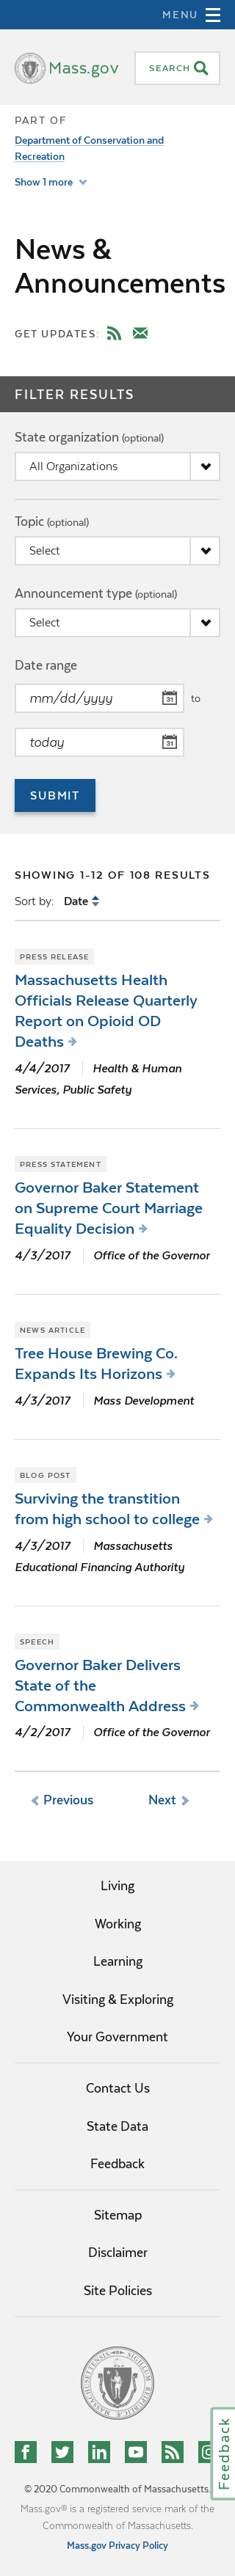 MENU
Mass.gov
SEARCH
PART OF
Department of Conservation and
Recreation
Show 1 more
News &
Announcements
GET UPDATES:
FILTER RESULTS
State organization (optional)
All Organizations
Topic (optional)
Select
Announcement type (optional)
Select
Date range
mm/dd/yyyy
31
to
today
31
SUBMIT
SHOWING 1-12 OF 108 RESULTS
Sort by: Date
PRESS RELEASE
Massachusetts Health
Officials Release Quarterly
Report on Opioid OD
Deaths
4/4/2017 Health & Human
Services, Public Safety
PRESS STATEMENT
Governor Baker Statement
on Supreme Court Marriage
Equality Decision
4/3/2017 Office of the Governor
NEWS ARTICLE
Tree House Brewing Co.
Expands Its Horizons
4/3/2017 Mass Development
BLOG POST
Surviving the transtition
from high school to college
4/3/2017 Massachusetts
Educational Financing Authority
SPEECH
Governor Baker Delivers
State of the
Commonwealth Address
4/2/2017 Office of the Governor
Previous Next
Living
Working
Learning
Visiting & Exploring
Your Government
Contact Us
State Data
Feedback
Sitemap
Disclaimer
Site Policies
Feedback
© 2020 Commonwealth of Massachusetts.
Mass.gov® is a registered service mark of the
Commonwealth of Massachusetts.
Mass.gov Privacy Policy